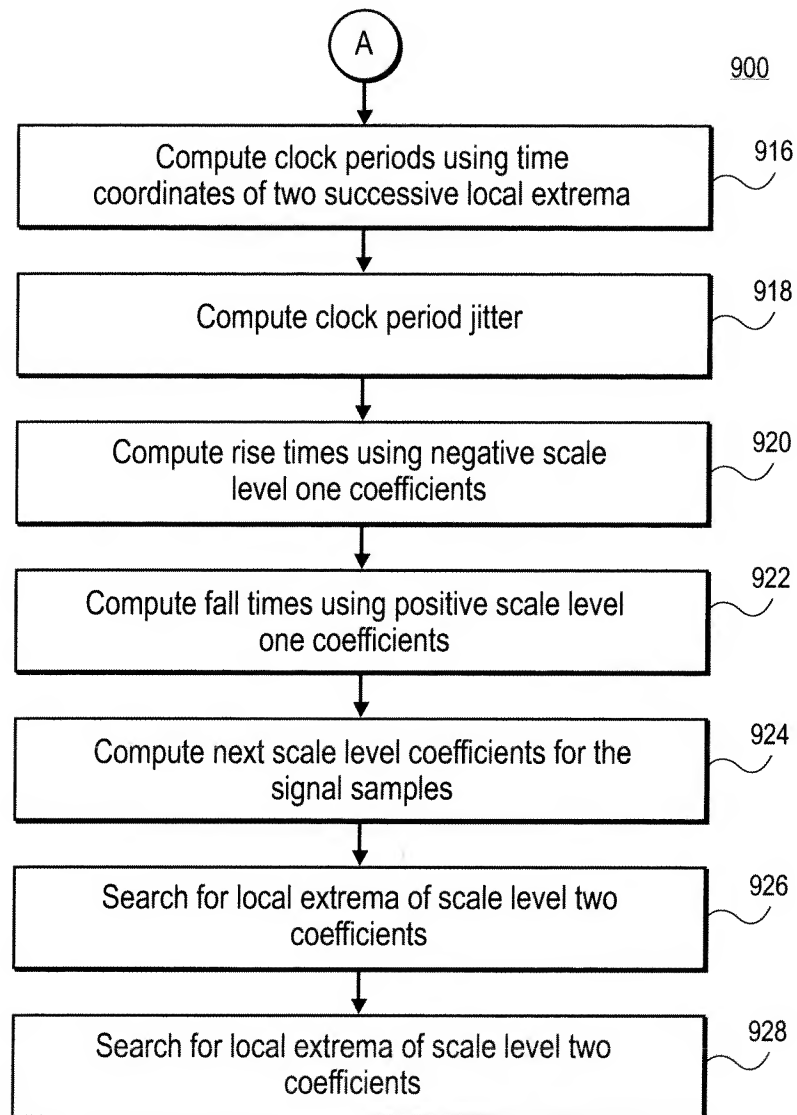 A
900
Compute clock periods using time
coordinates of two successive local extrema
916
Compute clock period jitter
918
Compute rise times using negative scale
level one coefficients
920
Compute fall times using positive scale level
one coefficients
922
Compute next scale level coefficients for the
signal samples
924
Search for local extrema of scale level two
coefficients
926
Search for local extrema of scale level two
coefficients
928